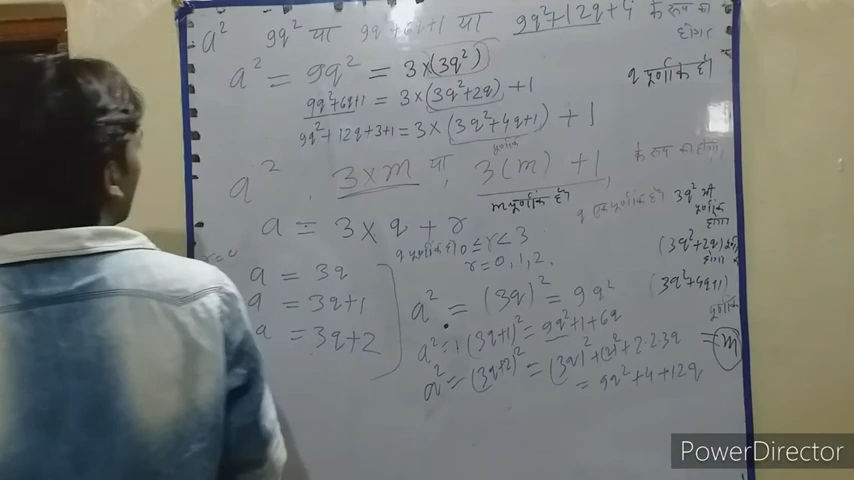 a² 9q² या 9q²+6q+1 या 9q²+12q+4 के रूप का होगा
a² = 9q² = 3×(3q²)
q पूर्णांक है।
9q²+6q+1 = 3×(3q²+2q)+1
9q²+12q+3+1 = 3×(3q²+4q+1)+1
पूर्णांक
a², 3×m या, 3(m)+1, के रूप का होगा,
m पूर्णांक है।
q एक पूर्णांक है। 3q² भी पूर्णांक होगा
a = 3×q+r
q पूर्णांक है। 0≤r<3
r=0,1,2.
(3q²+2q)
(3q²+4q+1) पूर्णांक
= m
a = 3q
a = 3q+1
a = 3q+2
a² = (3q)² = 9q²
a² = (3q+1)² = 9q²+1+6q
a² = (3q+2)² = (3q)²+(2)²+2·2·3q
= 9q²+4+12q
PowerDirector